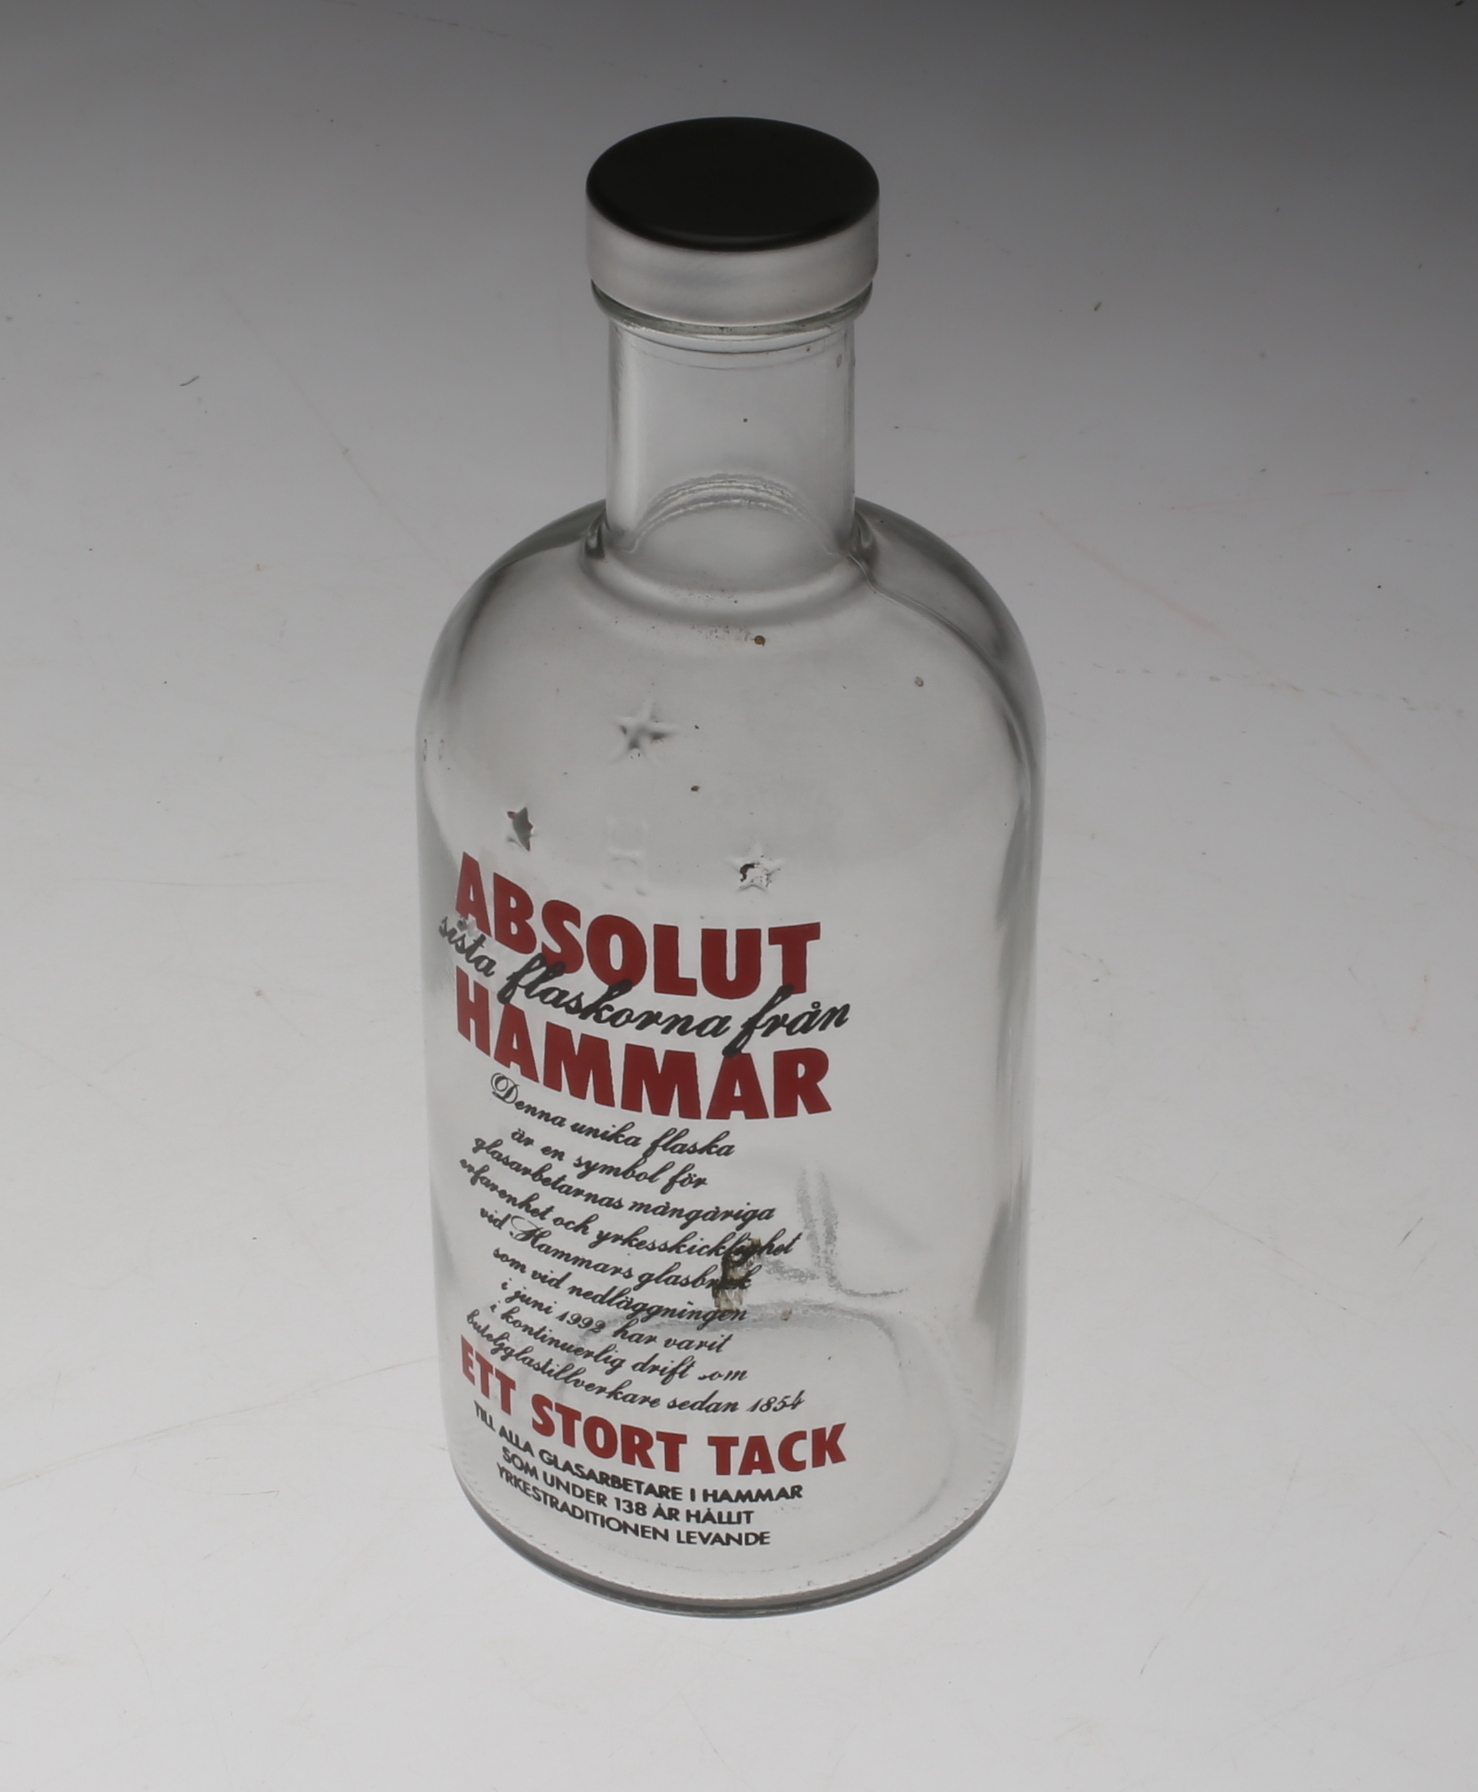 H
ABSOLUT
sista flaskorna från
HAMMAR
Denna unika flaska
är en symbol för
glasarbetarnas mångåriga
erfarenhet och yrkesskicklighet
vid Hammars glasbruk
som vid nedläggningen
i juni 1992 har varit
i kontinuerlig drift som
buteljglastillverkare sedan 1854
ETT STORT TACK
TILL ALLA GLASARBETARE I HAMMAR
SOM UNDER 138 ÅR HÅLLIT
YRKESTRADITIONEN LEVANDE